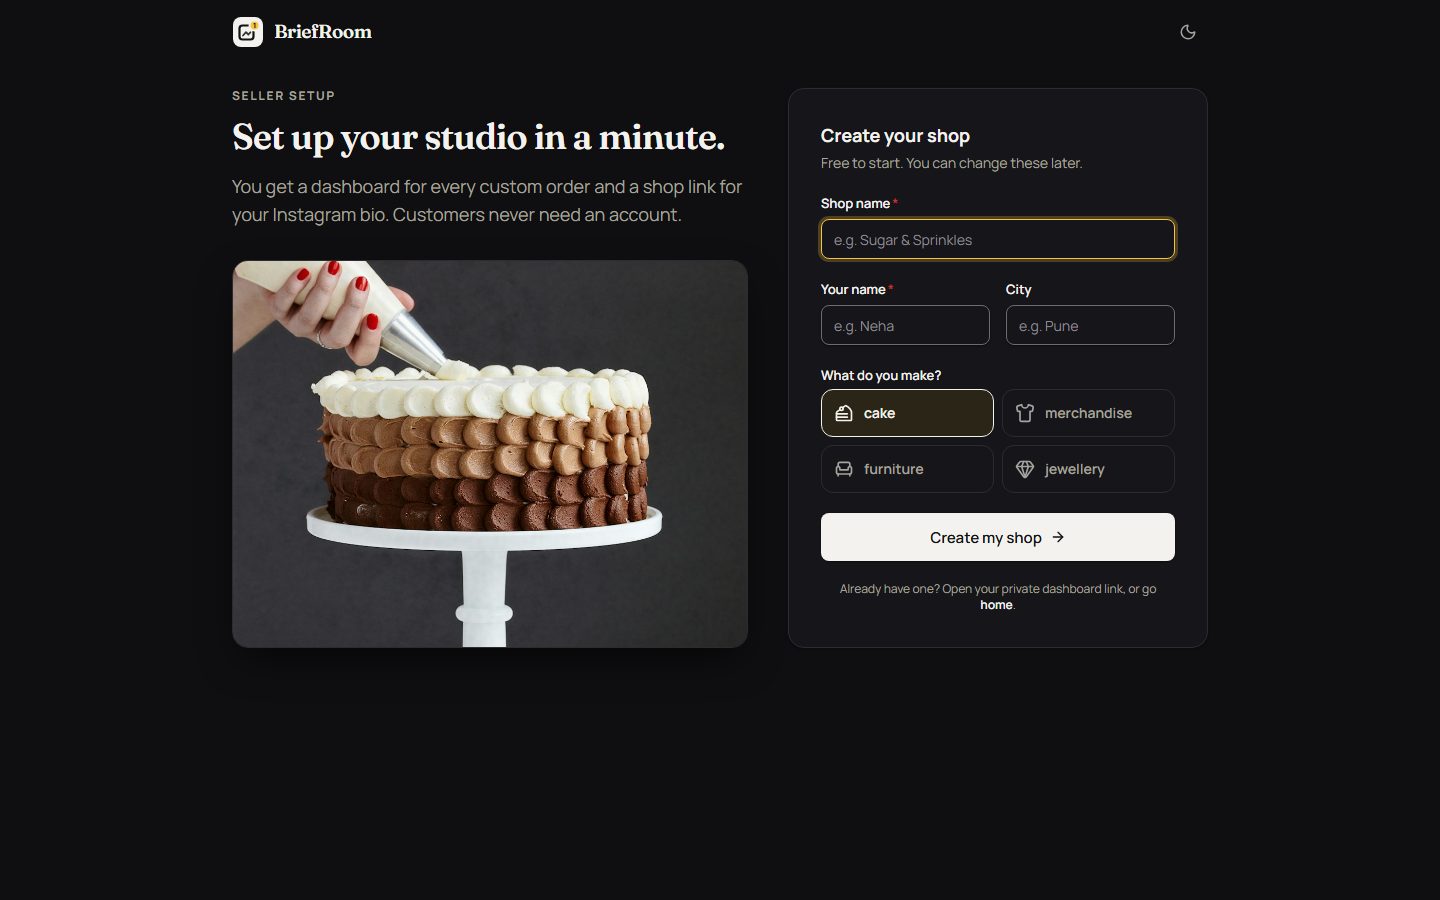 BriefRoom
SELLER SETUP
Set up your studio in a minute.
You get a dashboard for every custom order and a shop link for
your Instagram bio. Customers never need an account.
Create your shop
Free to start. You can change these later.
Shop name *
e.g. Sugar & Sprinkles
Your name *
City
e.g. Neha
e.g. Pune
What do you make?
cake
merchandise
furniture
jewellery
Create my shop →
Already have one? Open your private dashboard link, or go
home.